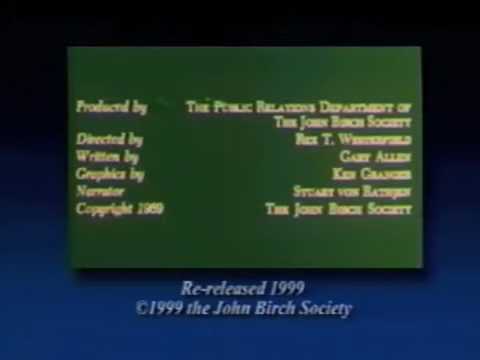 Produced by THE PUBLIC RELATIONS DEPARTMENT OF
THE JOHN BIRCH SOCIETY
Directed by REX T. WESTERFIELD
Written by GARY ALLEN
Graphics by KEN GRANGER
Narrator STUART VON RATHJEN
Copyright 1969 THE JOHN BIRCH SOCIETY
Re-released 1999
©1999 the John Birch Society